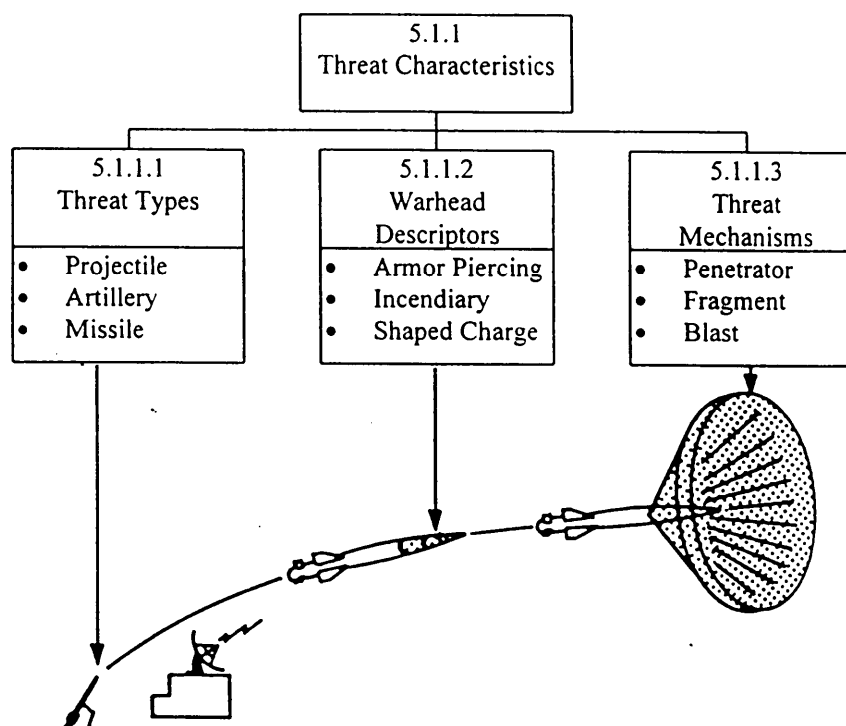 5.1.1
Threat Characteristics
5.1.1.1
Threat Types
• Projectile
• Artillery
• Missile
5.1.1.2
Warhead
Descriptors
• Armor Piercing
• Incendiary
• Shaped Charge
5.1.1.3
Threat
Mechanisms
• Penetrator
• Fragment
• Blast